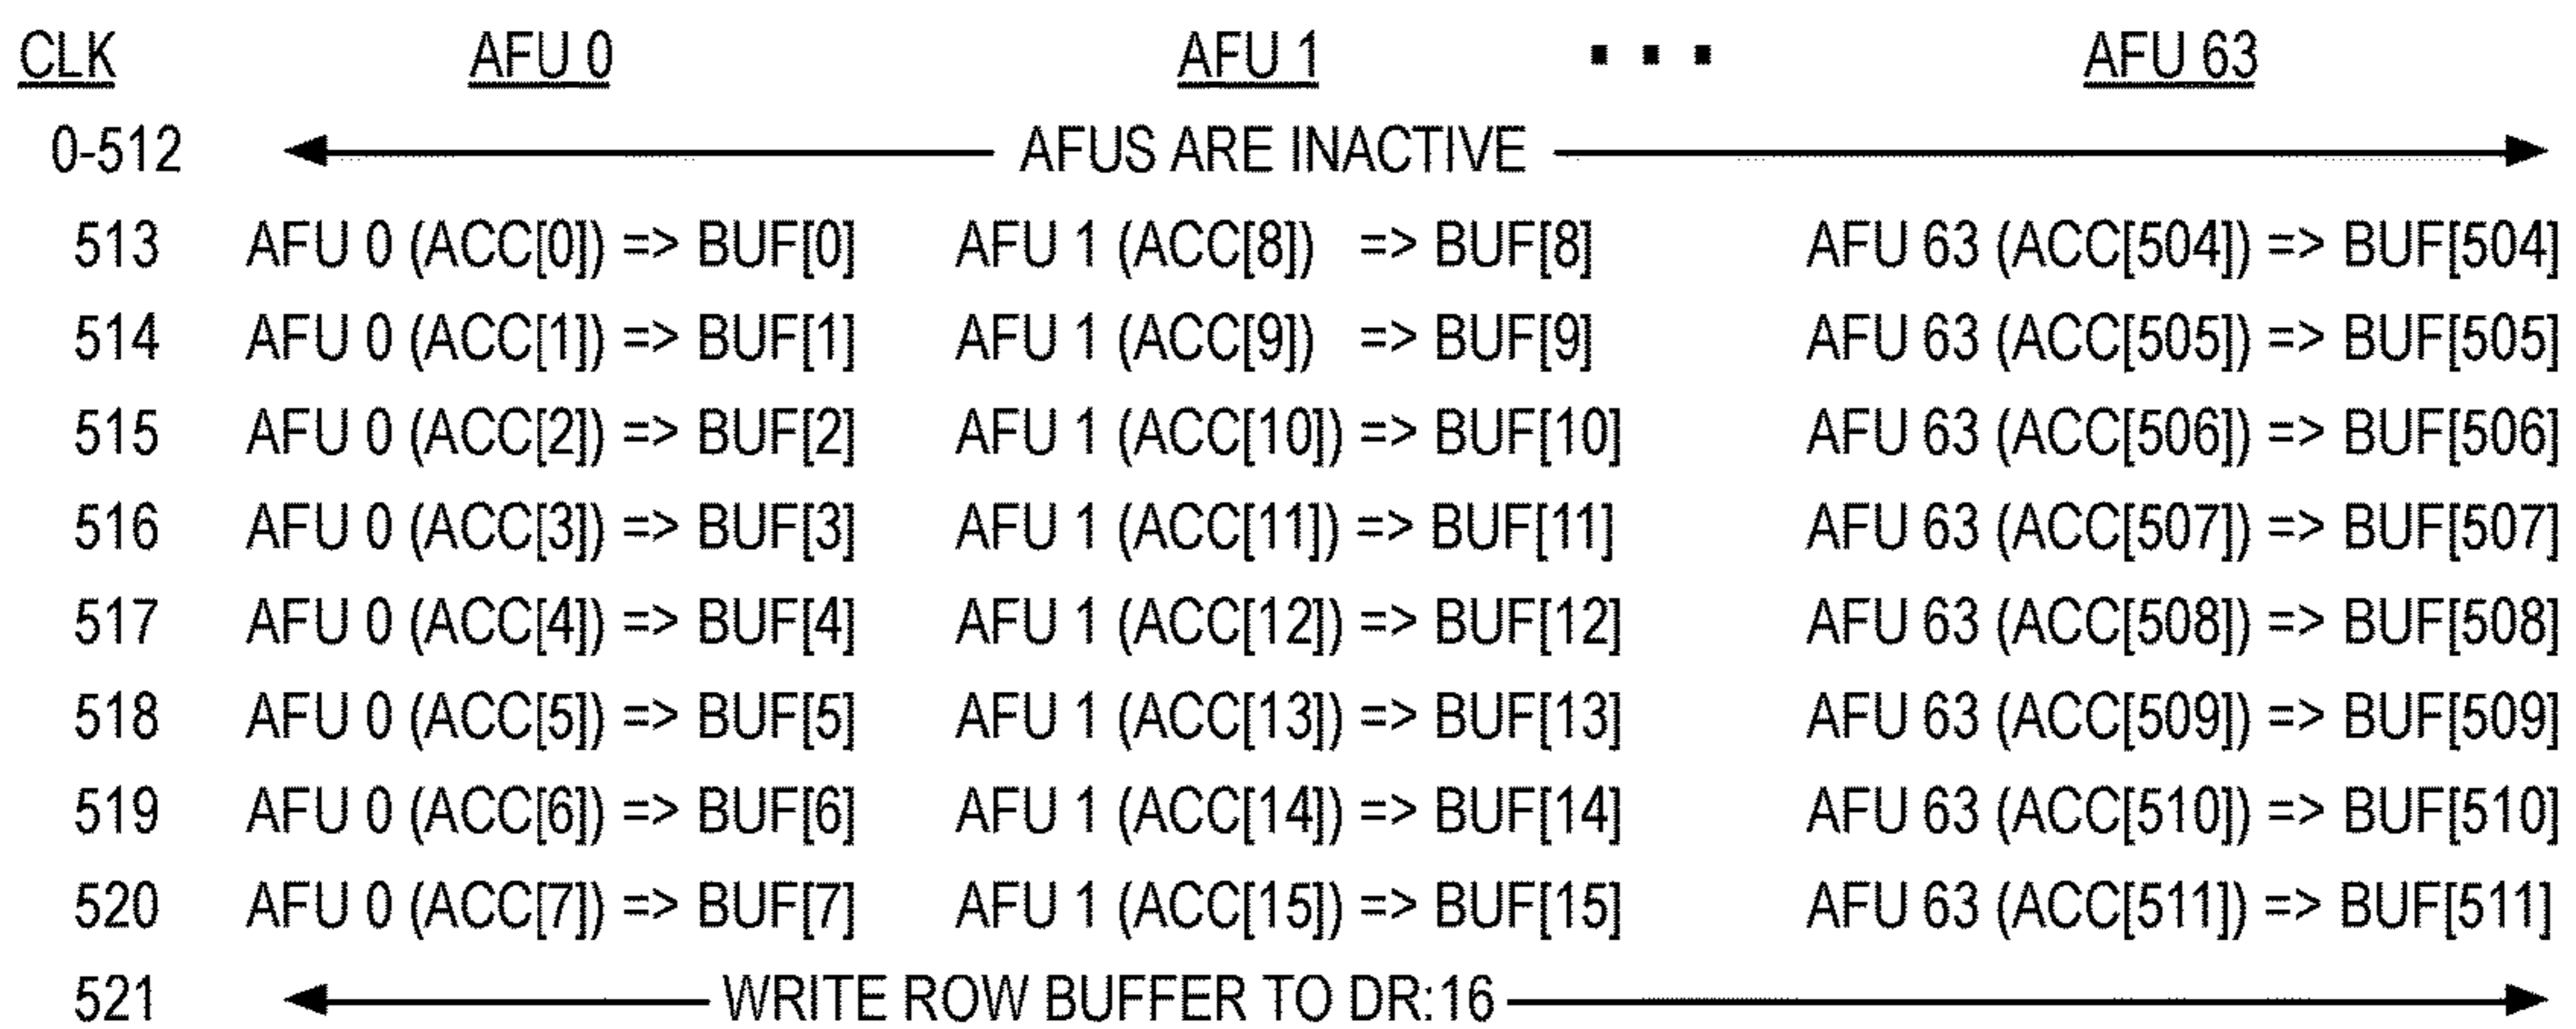 CLK AFU 0 AFU 1 ... AFU 63
0-512 AFUS ARE INACTIVE
513 AFU 0 (ACC[0]) => BUF[0] AFU 1 (ACC[8]) => BUF[8] AFU 63 (ACC[504]) => BUF[504]
514 AFU 0 (ACC[1]) => BUF[1] AFU 1 (ACC[9]) => BUF[9] AFU 63 (ACC[505]) => BUF[505]
515 AFU 0 (ACC[2]) => BUF[2] AFU 1 (ACC[10]) => BUF[10] AFU 63 (ACC[506]) => BUF[506]
516 AFU 0 (ACC[3]) => BUF[3] AFU 1 (ACC[11]) => BUF[11] AFU 63 (ACC[507]) => BUF[507]
517 AFU 0 (ACC[4]) => BUF[4] AFU 1 (ACC[12]) => BUF[12] AFU 63 (ACC[508]) => BUF[508]
518 AFU 0 (ACC[5]) => BUF[5] AFU 1 (ACC[13]) => BUF[13] AFU 63 (ACC[509]) => BUF[509]
519 AFU 0 (ACC[6]) => BUF[6] AFU 1 (ACC[14]) => BUF[14] AFU 63 (ACC[510]) => BUF[510]
520 AFU 0 (ACC[7]) => BUF[7] AFU 1 (ACC[15]) => BUF[15] AFU 63 (ACC[511]) => BUF[511]
521 WRITE ROW BUFFER TO DR:16